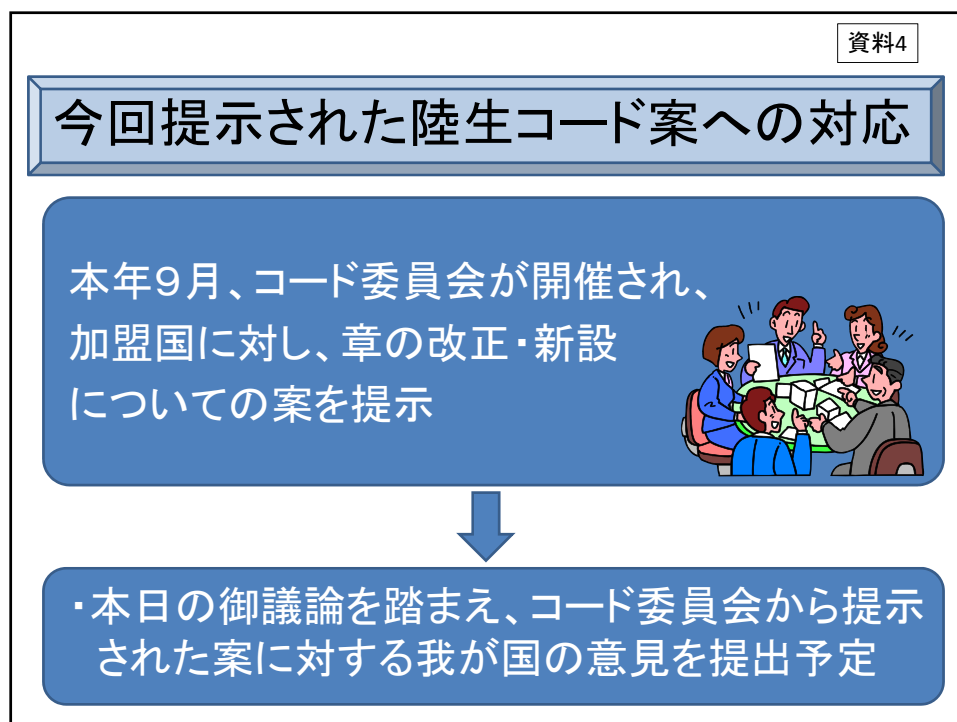 資料4
今回提示された陸生コード案への対応
本年９月、コード委員会が開催され、
加盟国に対し、章の改正・新設
についての案を提示
・本日の御議論を踏まえ、コード委員会から提示
された案に対する我が国の意見を提出予定